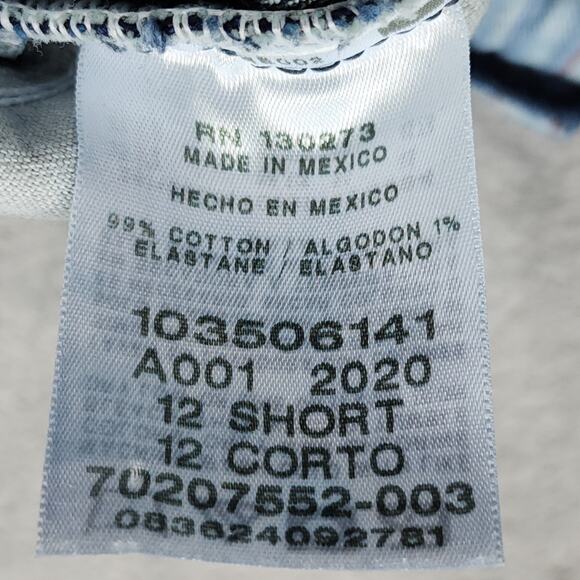 RN 130273
MADE IN MEXICO
HECHO EN MEXICO
99% COTTON / ALGODON 1%
ELASTANE / ELASTANO
103506141
A001 2020
12 SHORT
12 CORTO
70207552-003
083624092781